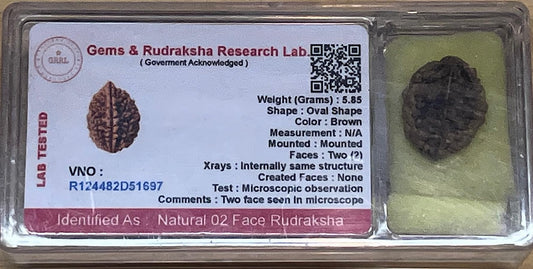 Gems & Rudraksha Research Lab.
( Goverment Acknowledged )
GRRL
LAB TESTED
Weight (Grams) : 5.85
Shape : Oval Shape
Color : Brown
Measurement : N/A
Mounted : Mounted
Faces : Two (2)
Xrays : Internally same structure
Created Faces : None
Test : Microscopic observation
Comments : Two face seen in microscope
VNO :
R124482D51697
Identified As : Natural 02 Face Rudraksha